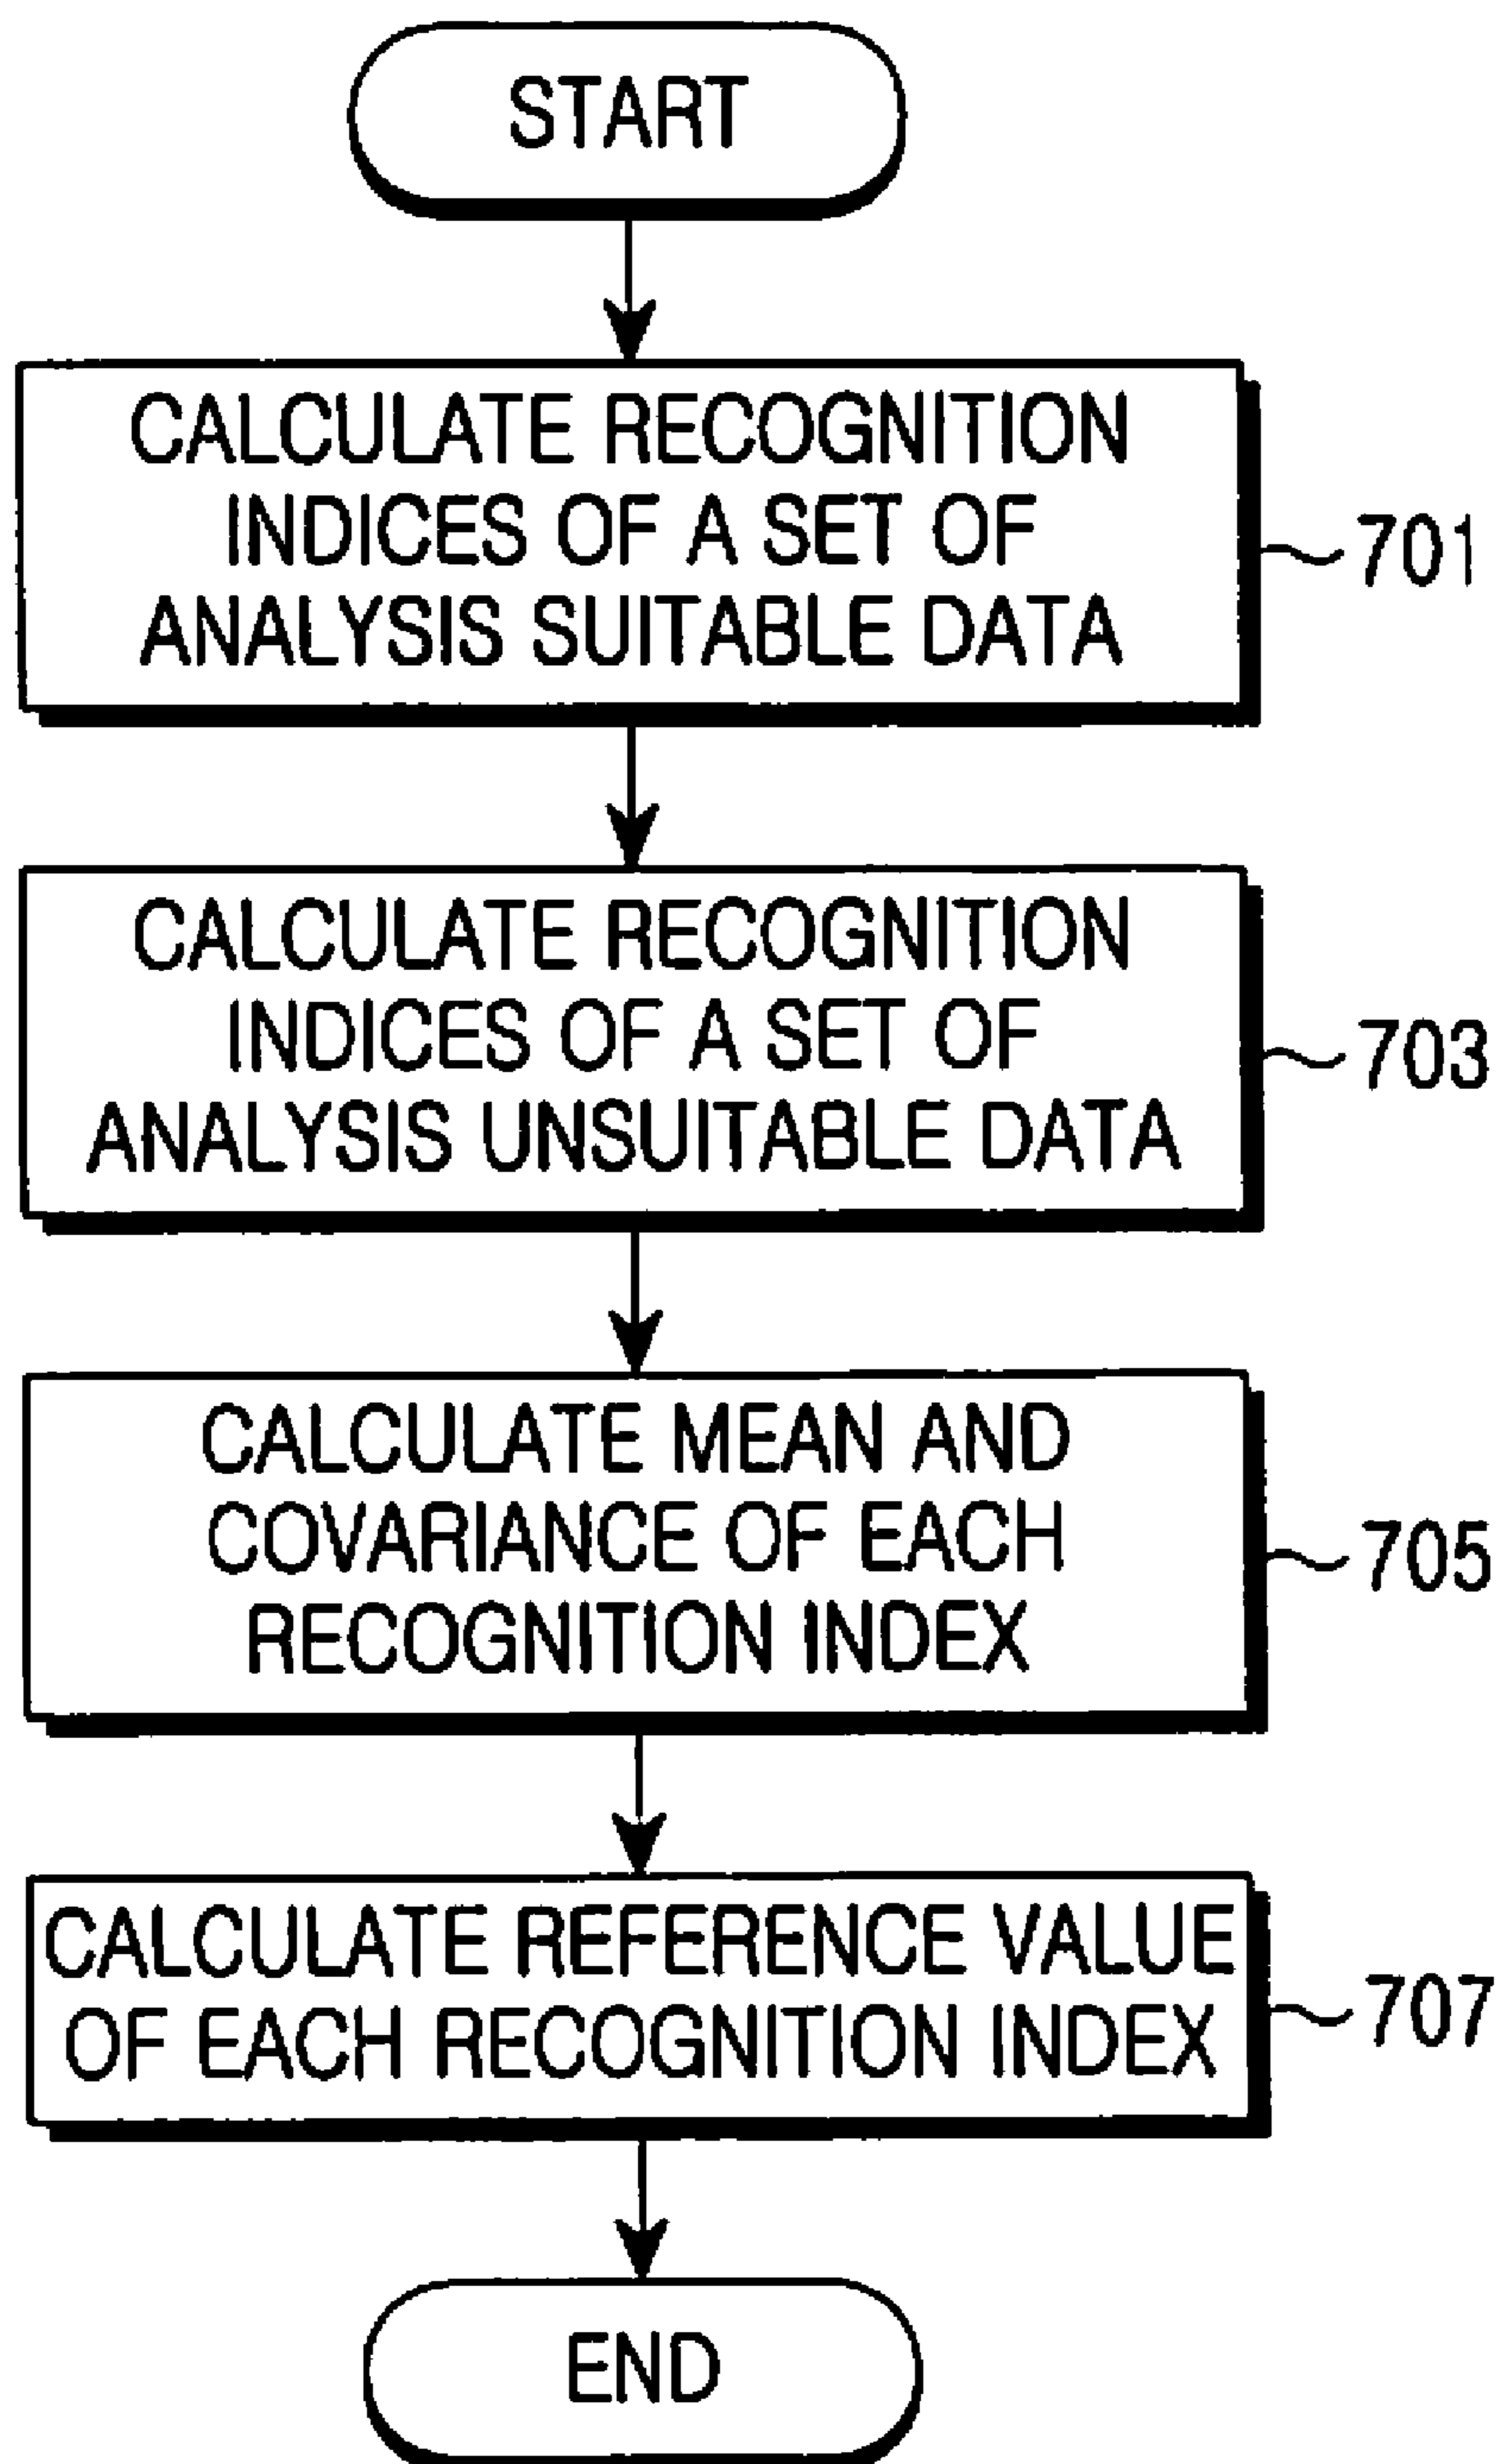 START
CALCULATE RECOGNITION
INDICES OF A SET OF
ANALYSIS SUITABLE DATA
701
CALCULATE RECOGNITION
INDICES OF A SET OF
ANALYSIS UNSUITABLE DATA
703
CALCULATE MEAN AND
COVARIANCE OF EACH
RECOGNITION INDEX
705
CALCULATE REFERENCE VALUE
OF EACH RECOGNITION INDEX
707
END